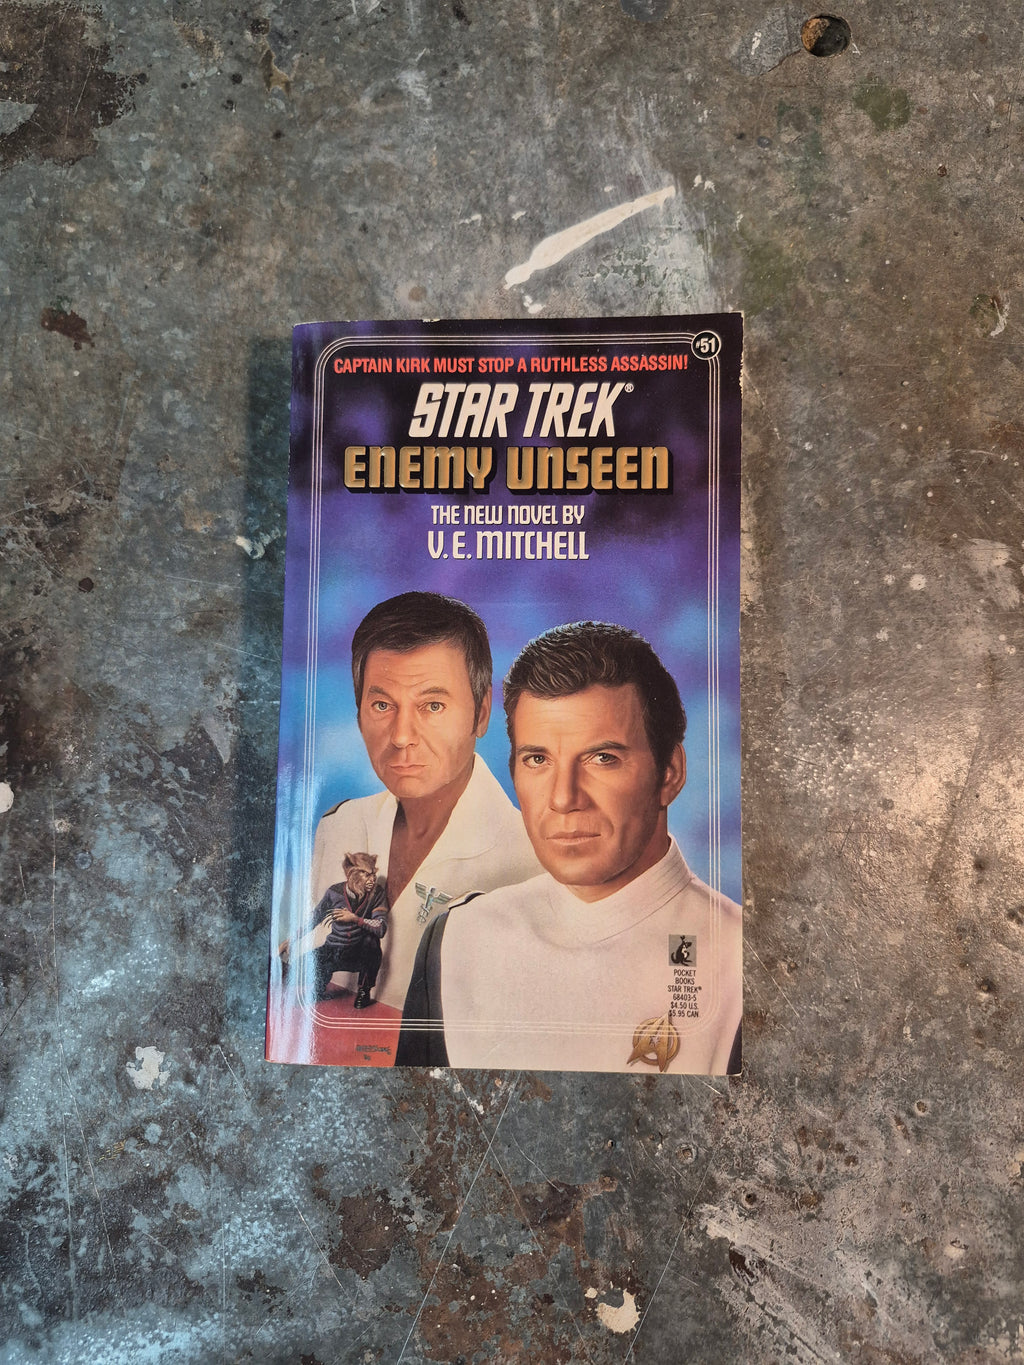 #51
CAPTAIN KIRK MUST STOP A RUTHLESS ASSASSIN!
STAR TREK®
ENEMY UNSEEN
THE NEW NOVEL BY
V. E. MITCHELL
POCKET
BOOKS
STAR TREK®
68403-5
$4.50 U.S.
$5.95 CAN.